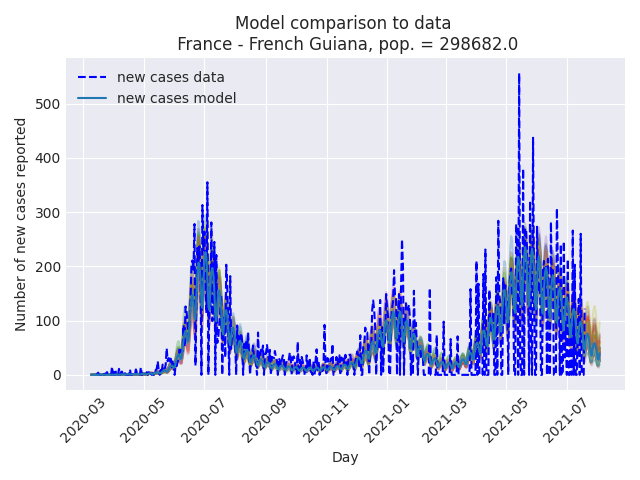 Model comparison to data
France - French Guiana, pop. = 298682.0
new cases data
new cases model
Number of new cases reported
500
400
300
200
100
0
2020-03
2020-05
2020-07
2020-09
2020-11
2021-01
2021-03
2021-05
2021-07
Day